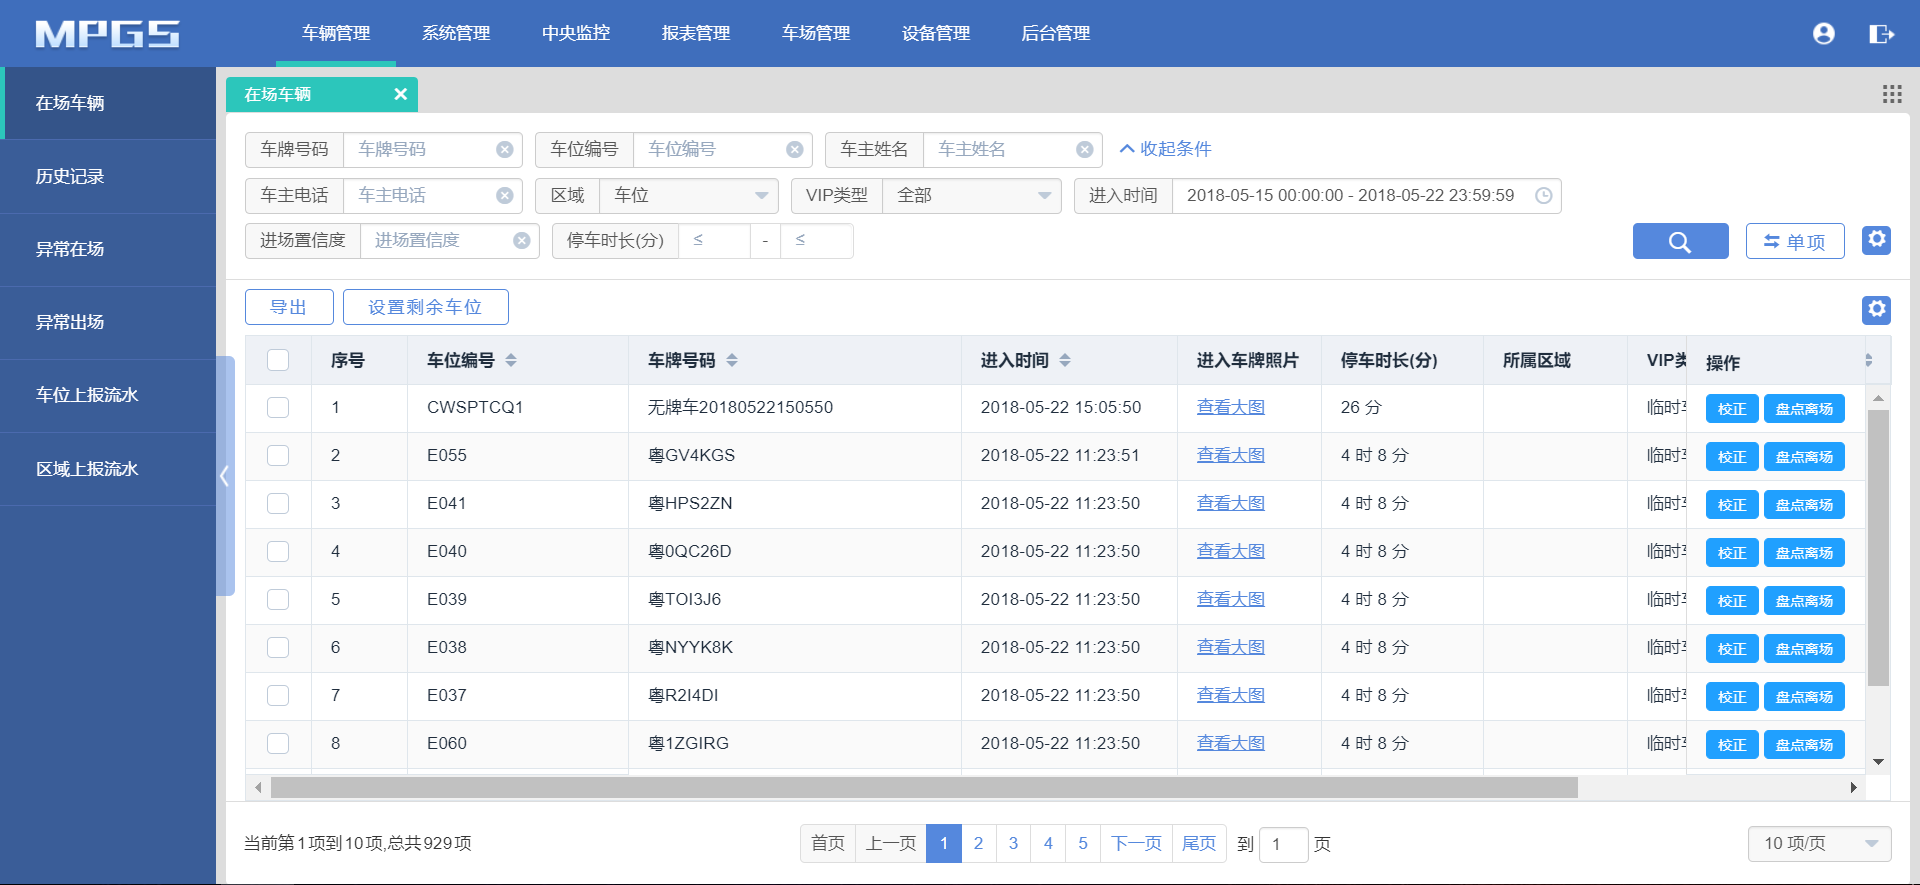 MPGS 车辆管理 系统管理 中央监控 报表管理 车场管理 设备管理 后台管理
在场车辆
历史记录
异常在场
异常出场
车位上报流水
区域上报流水
在场车辆
车牌号码 车牌号码 车位编号 车位编号 车主姓名 车主姓名 收起条件
车主电话 车主电话 区域 车位 VIP类型 全部 进入时间 2018-05-15 00:00:00 - 2018-05-22 23:59:59
进场置信度 进场置信度 停车时长(分) ≤ - ≤ 单项
导出 设置剩余车位
序号 车位编号 车牌号码 进入时间 进入车牌照片 停车时长(分) 所属区域 VIP类 操作
1 CWSPTCQ1 无牌车20180522150550 2018-05-22 15:05:50 查看大图 26 分 临时车 校正 盘点离场
2 E055 粤GV4KGS 2018-05-22 11:23:51 查看大图 4 时 8 分 临时车 校正 盘点离场
3 E041 粤HPS2ZN 2018-05-22 11:23:50 查看大图 4 时 8 分 临时车 校正 盘点离场
4 E040 粤0QC26D 2018-05-22 11:23:50 查看大图 4 时 8 分 临时车 校正 盘点离场
5 E039 粤TOI3J6 2018-05-22 11:23:50 查看大图 4 时 8 分 临时车 校正 盘点离场
6 E038 粤NYYK8K 2018-05-22 11:23:50 查看大图 4 时 8 分 临时车 校正 盘点离场
7 E037 粤R2I4DI 2018-05-22 11:23:50 查看大图 4 时 8 分 临时车 校正 盘点离场
8 E060 粤1ZGIRG 2018-05-22 11:23:50 查看大图 4 时 8 分 临时车 校正 盘点离场
当前第1项到10项,总共929项 首页 上一页 1 2 3 4 5 下一页 尾页 到 1 页 10 项/页